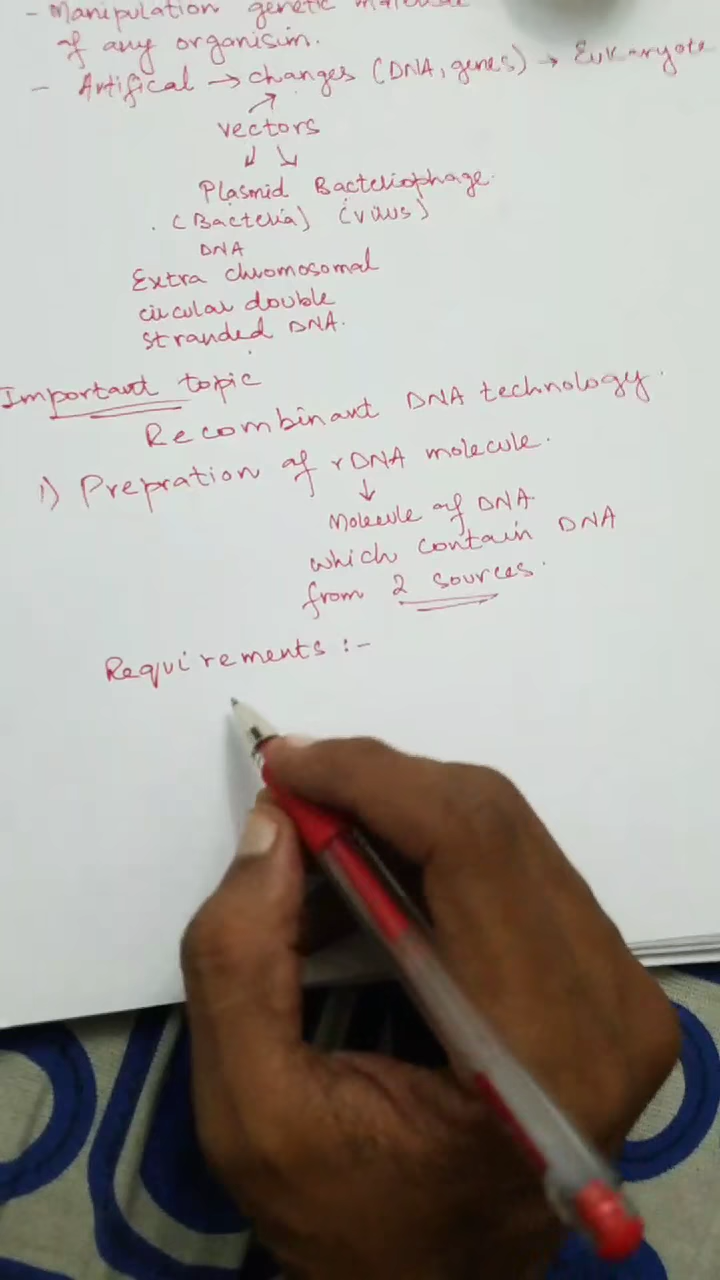 - Manipulation genetic
of any organisim.
- Artifical → changes (DNA, genes) → Eukaryote
vectors
Plasmid Bacteriophage.
(Bacteria) (virus)
DNA
Extra chromosomal
circular double
stranded DNA.
Important topic
Recombinant DNA technology.
1) Prepration of rDNA molecule.
↓
Molecule of DNA
which contain DNA
from 2 sources.
Requirements :-